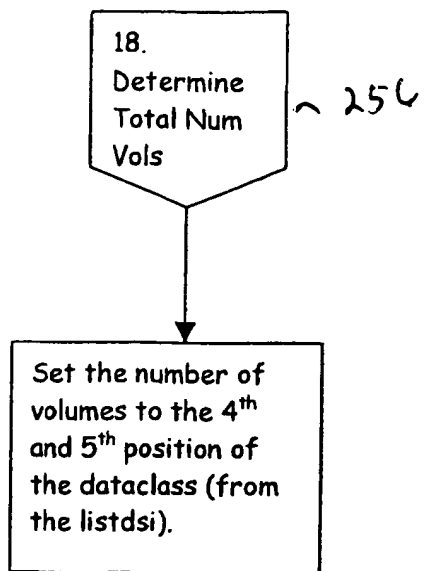 18.
Determine
Total Num
Vols
~ 256
Set the number of
volumes to the 4th
and 5th position of
the dataclass (from
the listdsi).